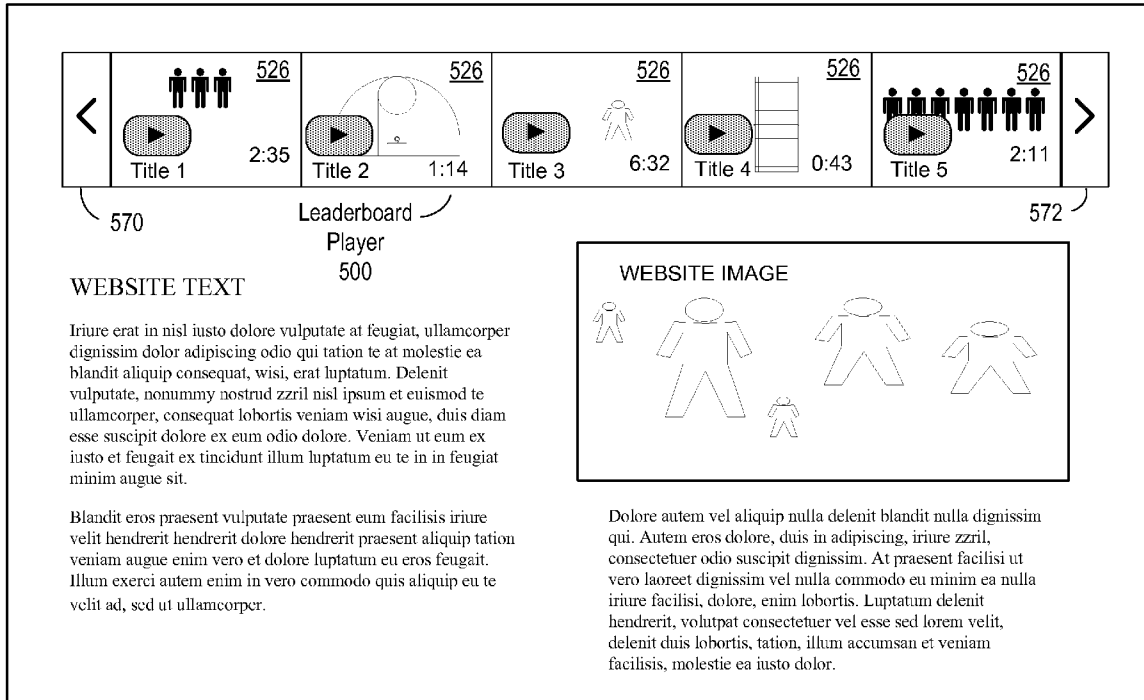 526
526
526
526
526
2:35
1:14
6:32
0:43
2:11
Title 1
Title 2
Title 3
Title 4
Title 5
570
Leaderboard
Player
500
572
WEBSITE TEXT
Iriure erat in nisl iusto dolore vulputate at feugiat, ullamcorper
dignissim dolor adipiscing odio qui tation te at molestie ea
blandit aliquip consequat, wisi, erat luptatum. Delenit
vulputate, nonummy nostrud zzril nisl ipsum et euismod te
ullamcorper, consequat lobortis veniam wisi augue, duis diam
esse suscipit dolore ex eum odio dolore. Veniam ut eum ex
iusto et feugait ex tincidunt illum luptatum eu te in in feugiat
minim augue sit.
Blandit eros praesent vulputate praesent eum facilisis iriure
velit hendrerit hendrerit dolore hendrerit praesent aliquip tation
veniam augue enim vero et dolore luptatum eu eros feugait.
Illum exerci autem enim in vero commodo quis aliquip eu te
velit ad, sed ut ullamcorper.
WEBSITE IMAGE
Dolore autem vel aliquip nulla delenit blandit nulla dignissim
qui. Autem eros dolore, duis in adipiscing, iriure zzril,
consectetuer odio suscipit dignissim. At praesent facilisi ut
vero laoreet dignissim vel nulla commodo eu minim ea nulla
iriure facilisi, dolore, enim lobortis. Luptatum delenit
hendrerit, volutpat consectetuer vel esse sed lorem velit,
delenit duis lobortis, tation, illum accumsan et veniam
facilisis, molestie ea iusto dolor.